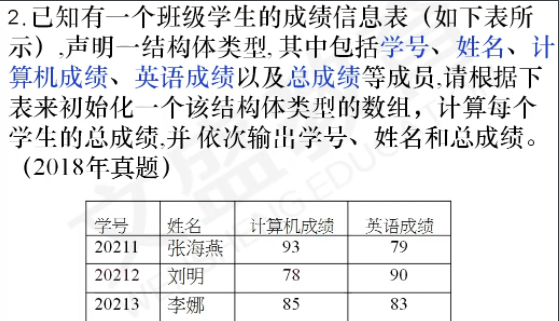 2.已知有一个班级学生的成绩信息表（如下表所
示）,声明一结构体类型,其中包括学号、姓名、计
算机成绩、英语成绩以及总成绩等成员,请根据下
表来初始化一个该结构体类型的数组，计算每个
学生的总成绩,并 依次输出学号、姓名和总成绩。
（2018年真题）
学号 姓名 计算机成绩 英语成绩
20211 张海燕 93 79
20212 刘明 78 90
20213 李娜 85 83